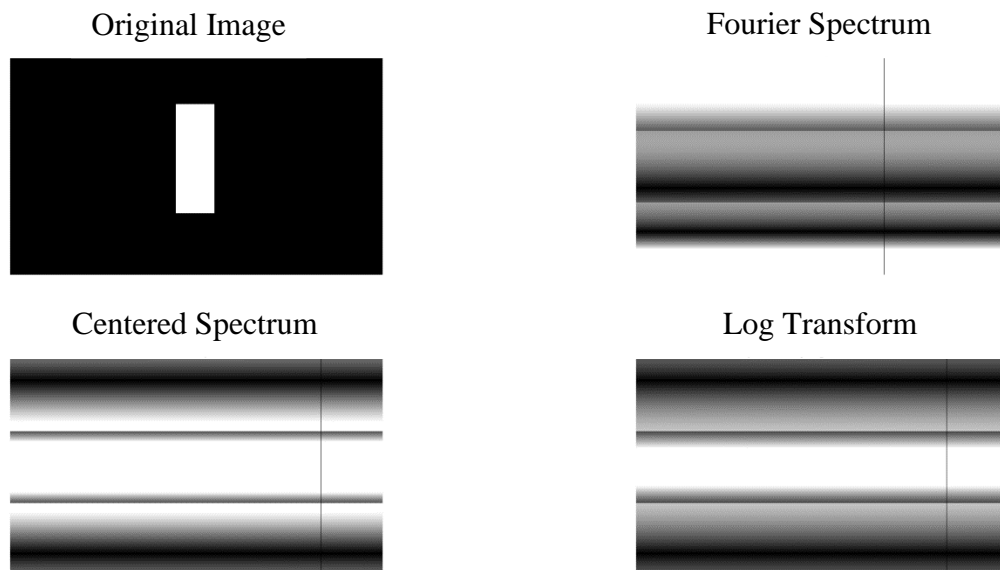 Original Image
Fourier Spectrum
Centered Spectrum
Log Transform